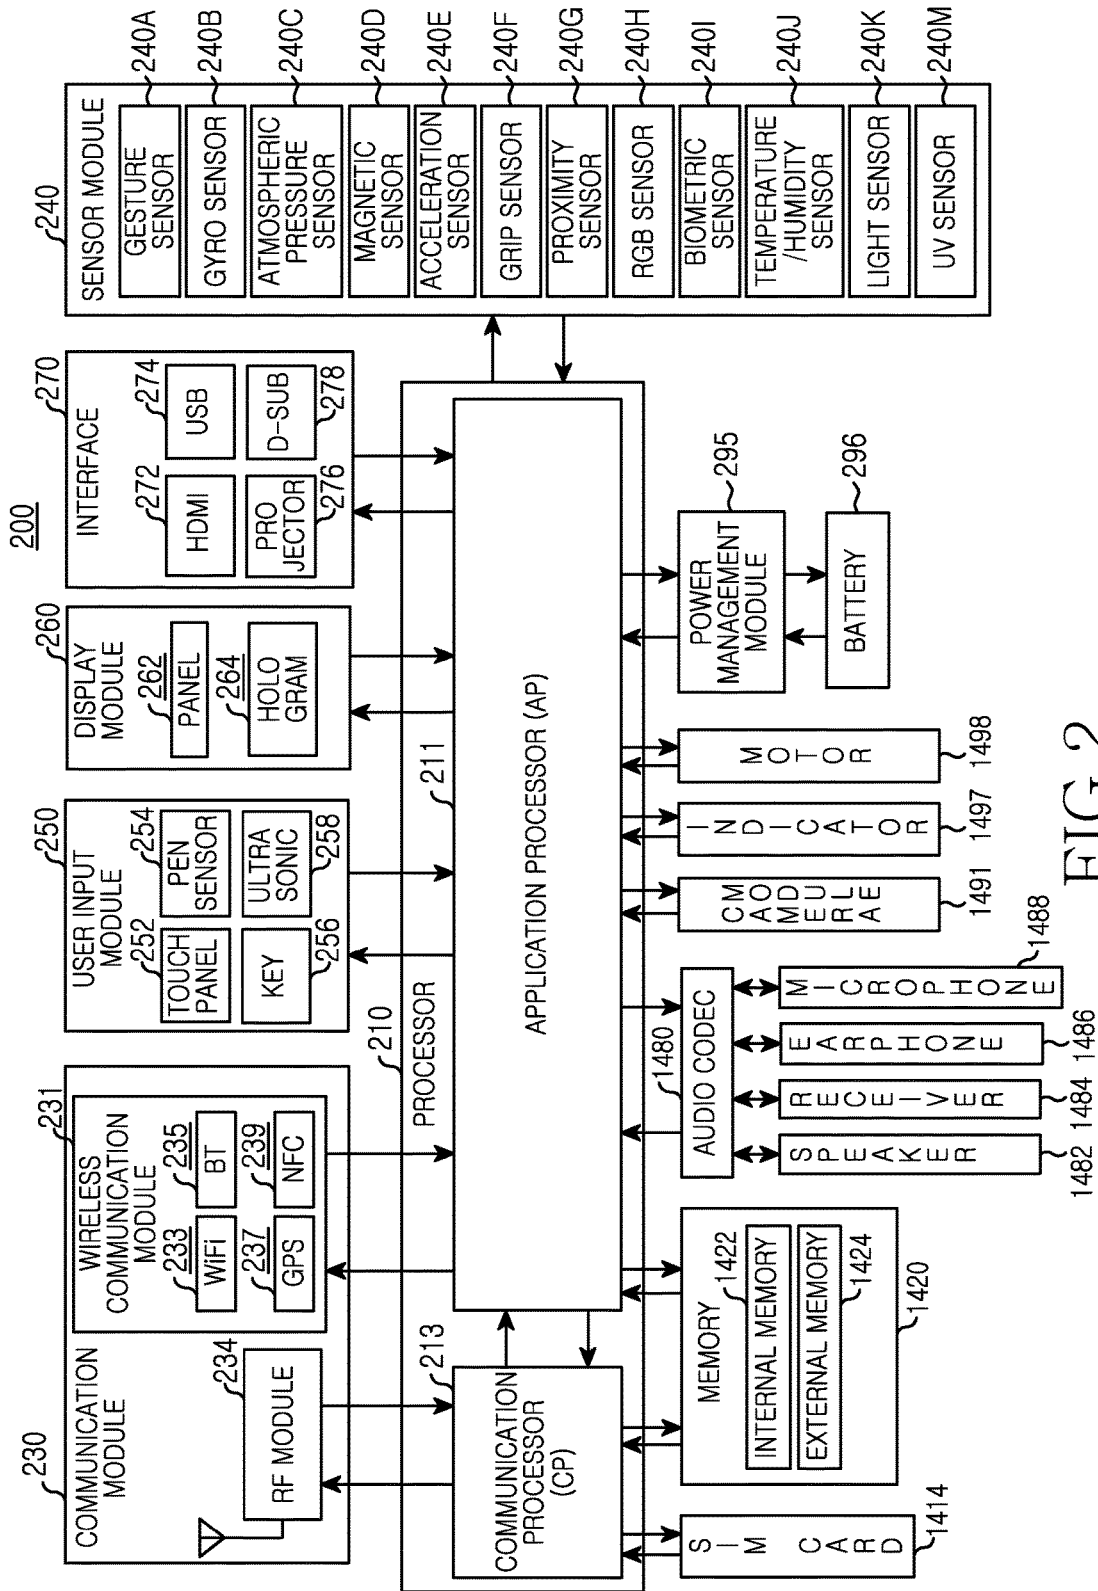 200
230
COMMUNICATION
MODULE
234
RF MODULE
231
WIRELESS
COMMUNICATION
MODULE
233
WiFi
235
BT
237
GPS
239
NFC
250
USER INPUT
MODULE
252
TOUCH
PANEL
254
PEN
SENSOR
KEY
256
ULTRA
SONIC
258
260
DISPLAY
MODULE
262
PANEL
264
HOLO
GRAM
270
INTERFACE
272
HDMI
274
USB
PRO
JECTOR
276
D-SUB
278
240
SENSOR MODULE
GESTURE
SENSOR
240A
GYRO SENSOR
240B
ATMOSPHERIC
PRESSURE
SENSOR
240C
MAGNETIC
SENSOR
240D
ACCELERATION
SENSOR
240E
GRIP SENSOR
240F
PROXIMITY
SENSOR
240G
RGB SENSOR
240H
BIOMETRIC
SENSOR
240I
TEMPERATURE
/HUMIDITY
SENSOR
240J
LIGHT SENSOR
240K
UV SENSOR
240M
210
PROCESSOR
213
COMMUNICATION
PROCESSOR
(CP)
211
APPLICATION PROCESSOR (AP)
SIM CARD
1414
MEMORY
1422
INTERNAL MEMORY
EXTERNAL MEMORY
1424
1420
1480
AUDIO CODEC
SPEAKER
1482
RECEIVER
1484
EARPHONE
1486
MICROPHONE
1488
CAMERA
MODULE
1491
INDICATOR
1497
MOTOR
1498
POWER
MANAGEMENT
MODULE
295
BATTERY
296
FIG.2